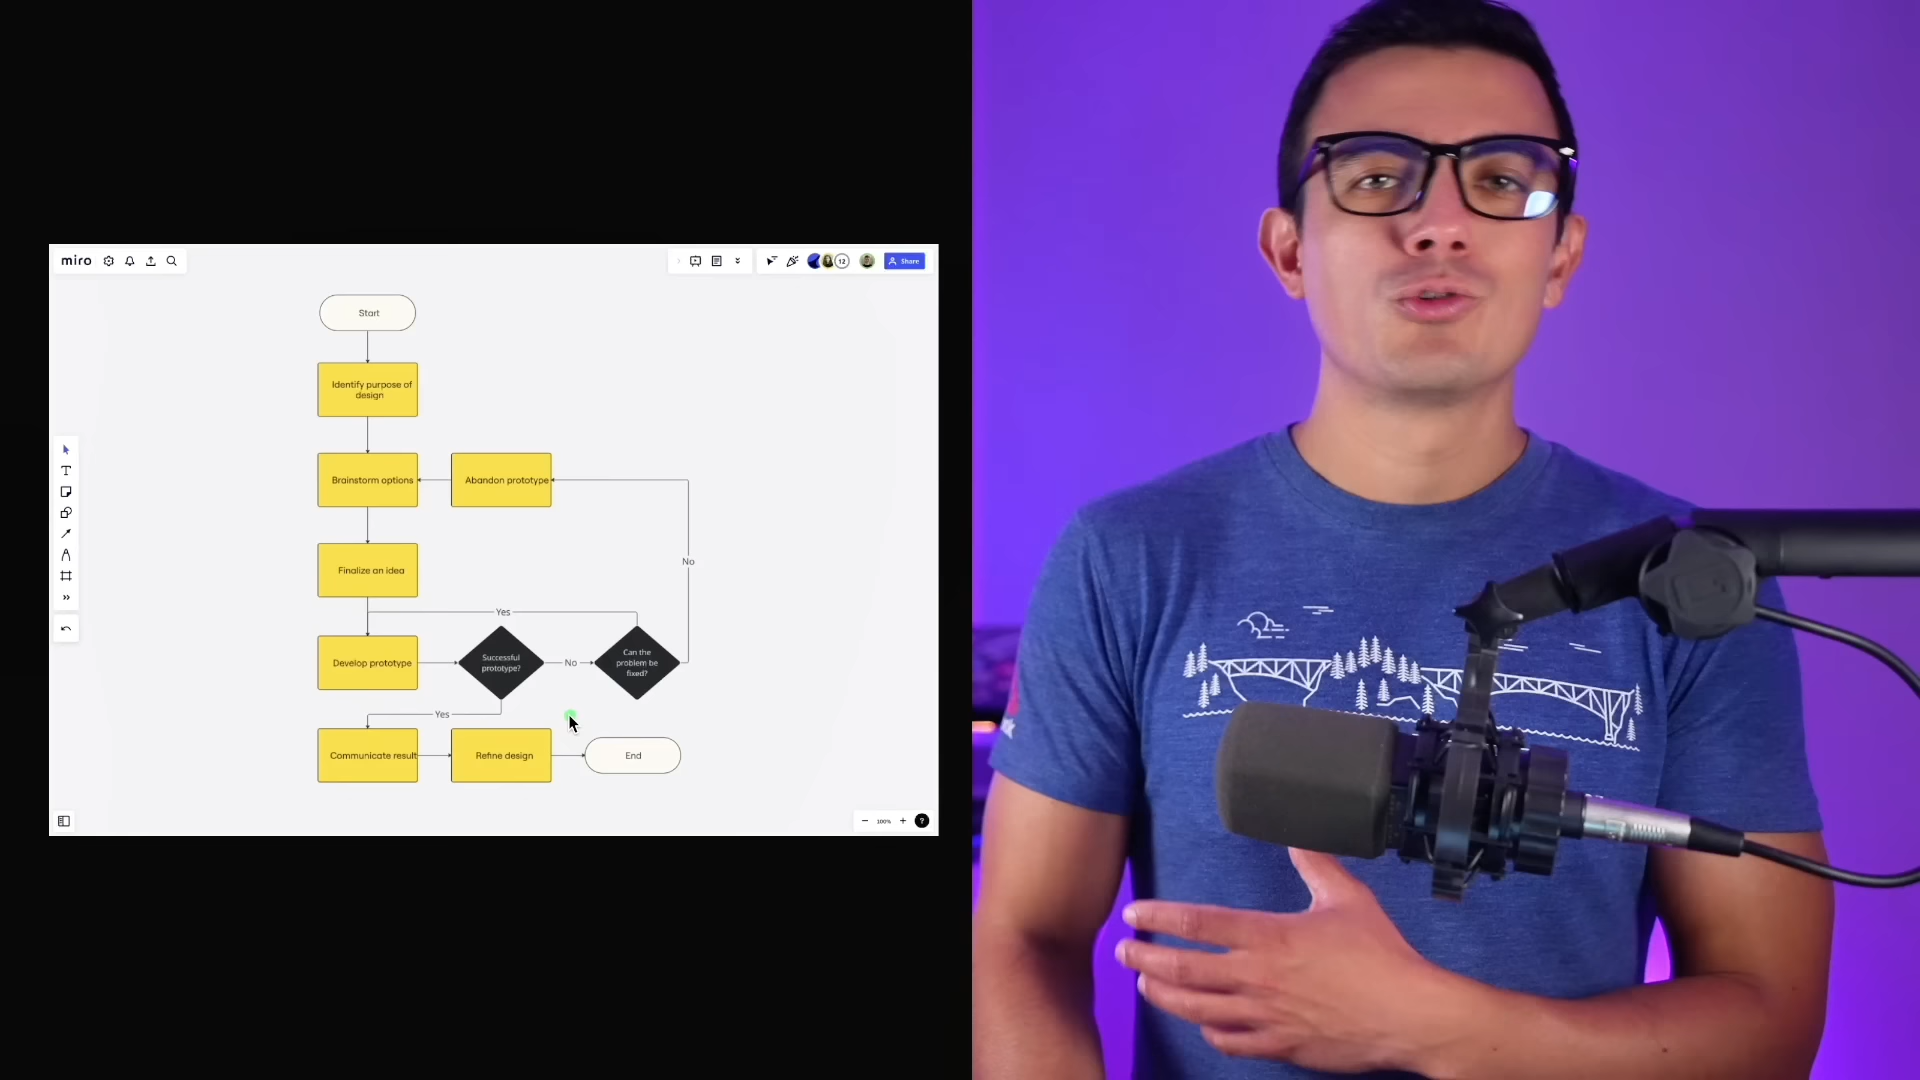 miro
12
Share
Start
Identify purpose of
design
Brainstorm options
Abandon prototype
Finalize an idea
No
Yes
Develop prototype
Successful
prototype?
No
Can the
problem be
fixed?
Yes
Communicate result
Refine design
End
100%
?